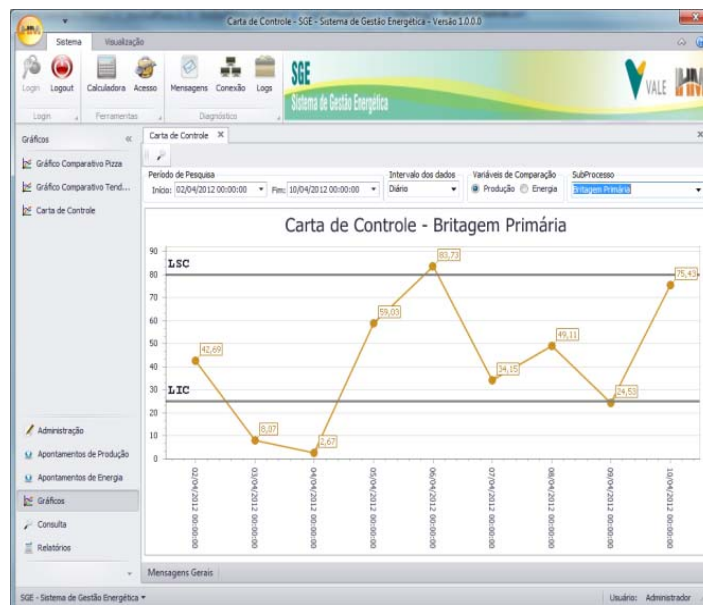 Carta de Controle - SGE - Sistema de Gestão Energética - Versão 1.0.0.0
Sistema Visualização
Login Logout Calculadora Acesso Mensagens Conexão Logs
Login Ferramentas Diagnóstico
SGE
Sistema de Gestão Energética
VALE IHM
Gráficos
Gráfico Comparativo Pizza
Gráfico Comparativo Tend...
Carta de Controle
Administração
Apontamentos de Produção
Apontamentos de Energia
Gráficos
Consulta
Relatórios
Carta de Controle
Período de Pesquisa Intervalo dos dados Variáveis de Comparação SubProcesso
Início: 02/04/2012 00:00:00 Fim: 10/04/2012 00:00:00 Diário Produção Energia Britagem Primária
Carta de Controle - Britagem Primária
90
80
70
60
50
40
30
20
10
0
LSC
LIC
42,69
8,07
2,67
59,03
83,73
34,15
49,11
24,53
75,43
02/04/2012 00:00:00
03/04/2012 00:00:00
04/04/2012 00:00:00
05/04/2012 00:00:00
06/04/2012 00:00:00
07/04/2012 00:00:00
08/04/2012 00:00:00
09/04/2012 00:00:00
10/04/2012 00:00:00
Mensagens Gerais
SGE - Sistema de Gestão Energética Usuário: Administrador